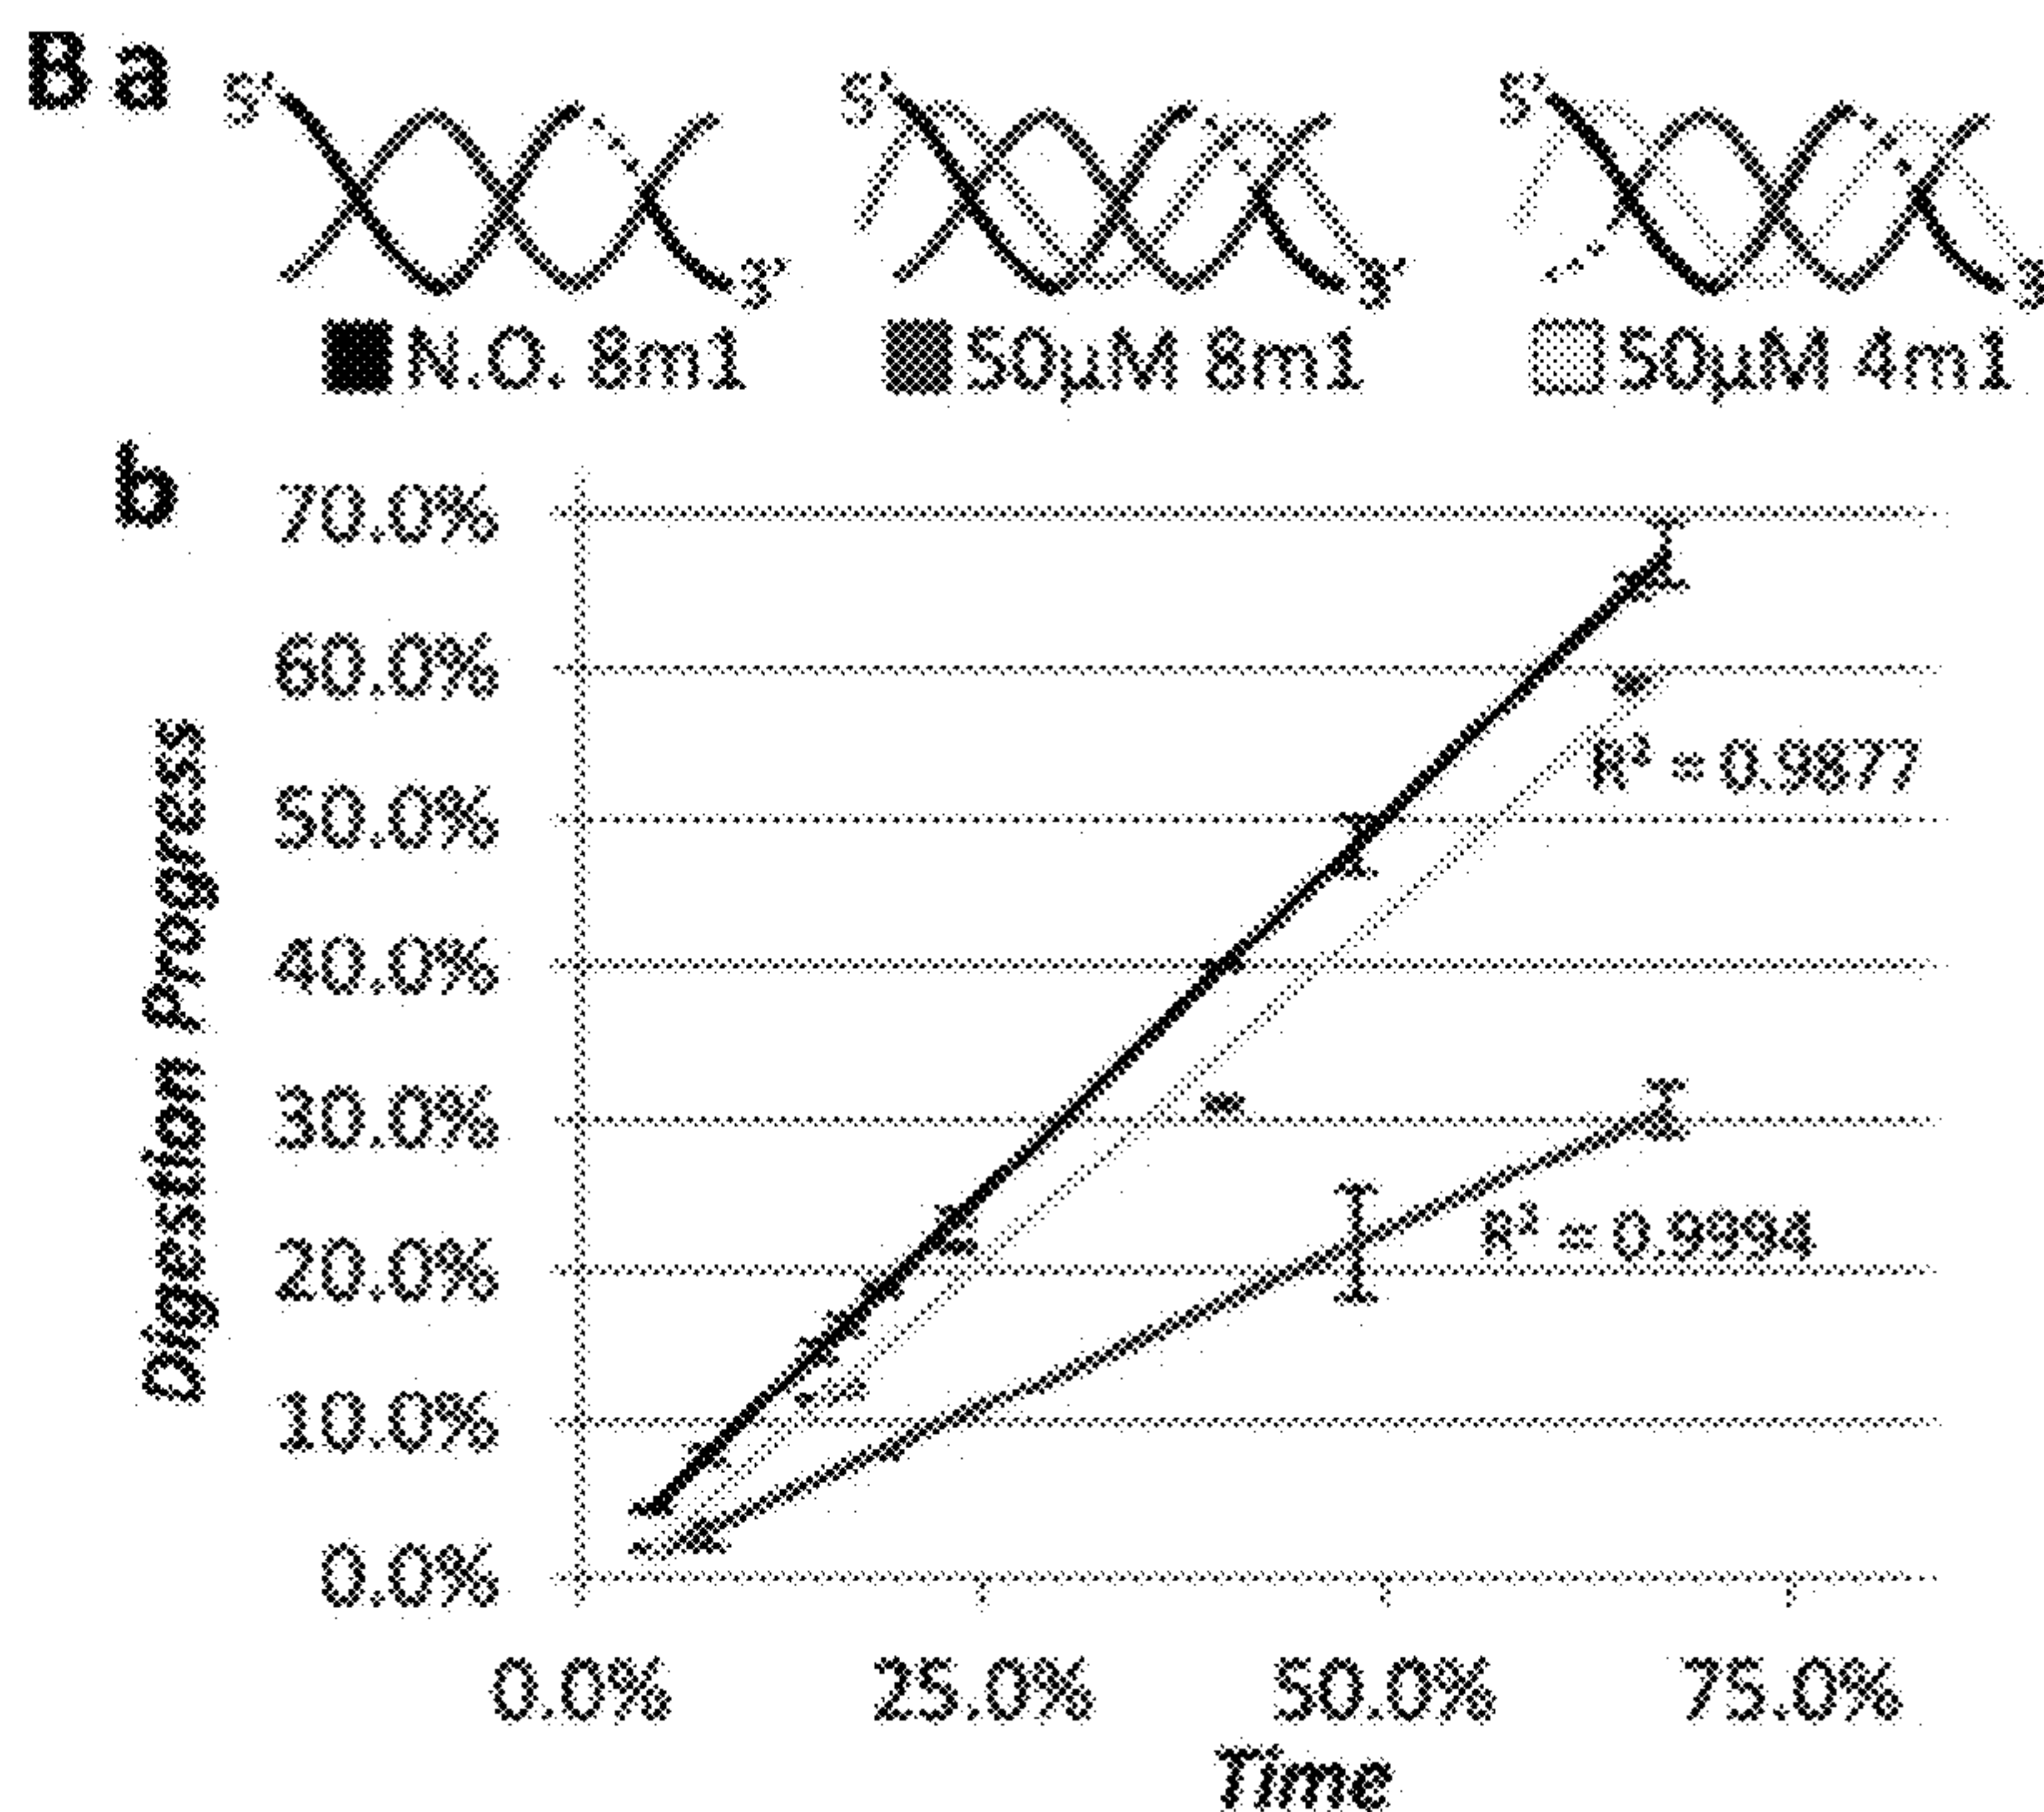 B a
5' 3' 5' 3' 5' 3'
N.O. 8m1 50µM 8m1 50µM 4m1
b
Digestion Progress
70.0%
60.0%
R² = 0.9877
50.0%
40.0%
30.0%
R² = 0.9994
20.0%
10.0%
0.0%
0.0% 25.0% 50.0% 75.0%
Time